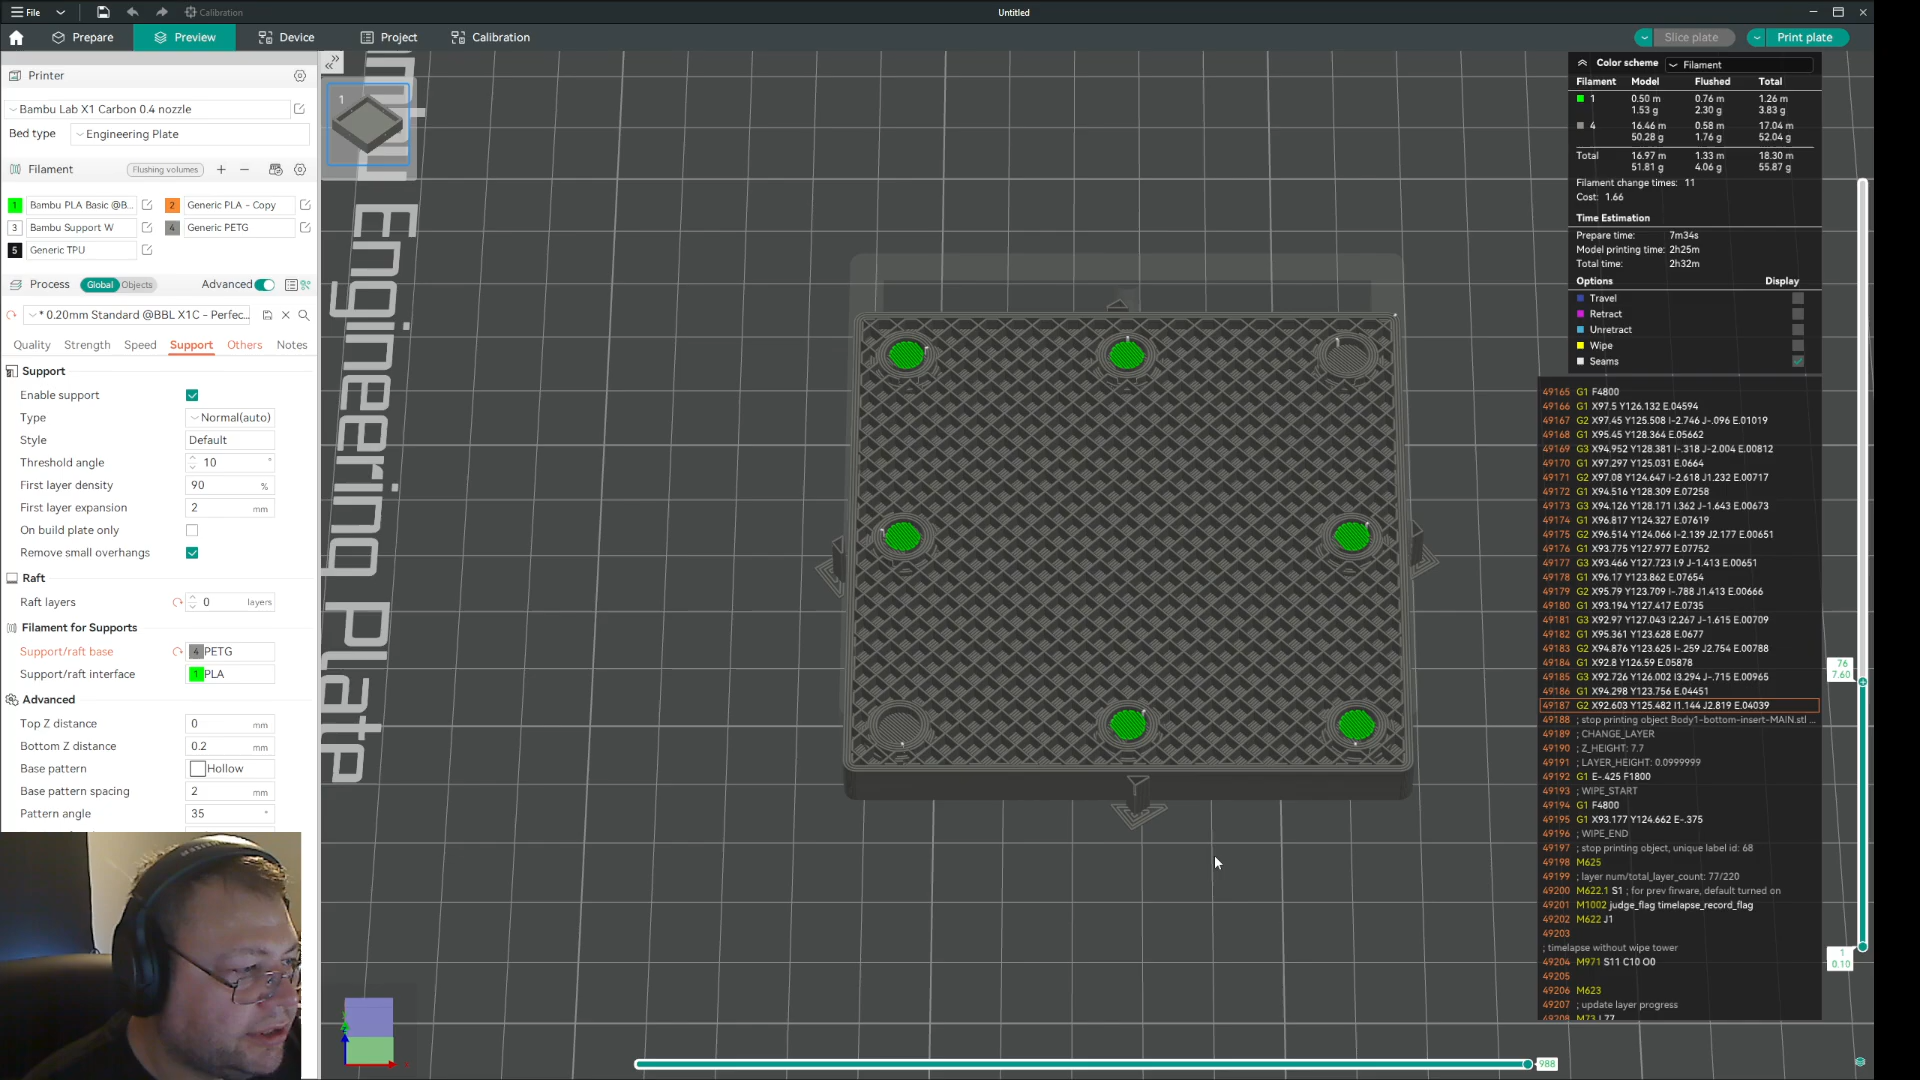 File
Calibration
Untitled
Prepare
Preview
Device
Project
Calibration
Slice plate
Print plate
Printer
Bambu Lab X1 Carbon 0.4 nozzle
Bed type
Engineering Plate
Filament
Flushing volumes
1 Bambu PLA Basic @B...
2 Generic PLA - Copy
3 Bambu Support W
4 Generic PETG
5 Generic TPU
Process
Global
Objects
Advanced
* 0.20mm Standard @BBL X1C - Perfec...
Quality
Strength
Speed
Support
Others
Notes
Support
Enable support
Type
Normal(auto)
Style
Default
Threshold angle
10 °
First layer density
90 %
First layer expansion
2 mm
On build plate only
Remove small overhangs
Raft
Raft layers
0 layers
Filament for Supports
Support/raft base
4 PETG
Support/raft interface
1 PLA
Advanced
Top Z distance
0 mm
Bottom Z distance
0.2 mm
Base pattern
Hollow
Base pattern spacing
2 mm
Pattern angle
35 °
1
Engineering Plate
Color scheme
Filament
Filament Model Flushed Total
1 0.50 m 0.76 m 1.26 m
1.53 g 2.30 g 3.83 g
4 16.46 m 0.58 m 17.04 m
50.28 g 1.76 g 52.04 g
Total 16.97 m 1.33 m 18.30 m
51.81 g 4.06 g 55.87 g
Filament change times: 11
Cost: 1.66
Time Estimation
Prepare time: 7m34s
Model printing time: 2h25m
Total time: 2h32m
Options Display
Travel
Retract
Unretract
Wipe
Seams
49165 G1 F4800
49166 G1 X97.5 Y126.132 E.04594
49167 G2 X97.45 Y125.508 I-2.746 J-.096 E.01019
49168 G1 X95.45 Y128.364 E.05662
49169 G3 X94.952 Y128.381 I-.318 J-2.004 E.00812
49170 G1 X97.297 Y125.031 E.0664
49171 G2 X97.08 Y124.647 I-2.618 J1.232 E.00717
49172 G1 X94.516 Y128.309 E.07258
49173 G3 X94.126 Y128.171 I.362 J-1.643 E.00673
49174 G1 X96.817 Y124.327 E.07619
49175 G2 X96.514 Y124.066 I-2.139 J2.177 E.00651
49176 G1 X93.775 Y127.977 E.07752
49177 G3 X93.466 Y127.723 I.9 J-1.413 E.00651
49178 G1 X96.17 Y123.862 E.07654
49179 G2 X95.79 Y123.709 I-.788 J1.413 E.00666
49180 G1 X93.194 Y127.417 E.0735
49181 G3 X92.97 Y127.043 I2.267 J-1.615 E.00709
49182 G1 X95.361 Y123.628 E.0677
49183 G2 X94.876 Y123.625 I-.259 J2.754 E.00788
49184 G1 X92.8 Y126.59 E.05878
49185 G3 X92.726 Y126.002 I3.294 J-.715 E.00965
49186 G1 X94.298 Y123.756 E.04451
49187 G2 X92.603 Y125.482 I1.144 J2.819 E.04039
49188 ; stop printing object Body1-bottom-insert-MAIN.stl ...
49189 ; CHANGE_LAYER
49190 ; Z_HEIGHT: 7.7
49191 ; LAYER_HEIGHT: 0.0999999
49192 G1 E-.425 F1800
49193 ; WIPE_START
49194 G1 F4800
49195 G1 X93.177 Y124.662 E-.375
49196 ; WIPE_END
49197 ; stop printing object, unique label id: 68
49198 M625
49199 ; layer num/total_layer_count: 77/220
49200 M622.1 S1 ; for prev firware, default turned on
49201 M1002 judge_flag timelapse_record_flag
49202 M622 J1
49203
; timelapse without wipe tower
49204 M971 S11 C10 O0
49205
49206 M623
49207 ; update layer progress
49208 M73 L77
76
7.60
1
0.10
988